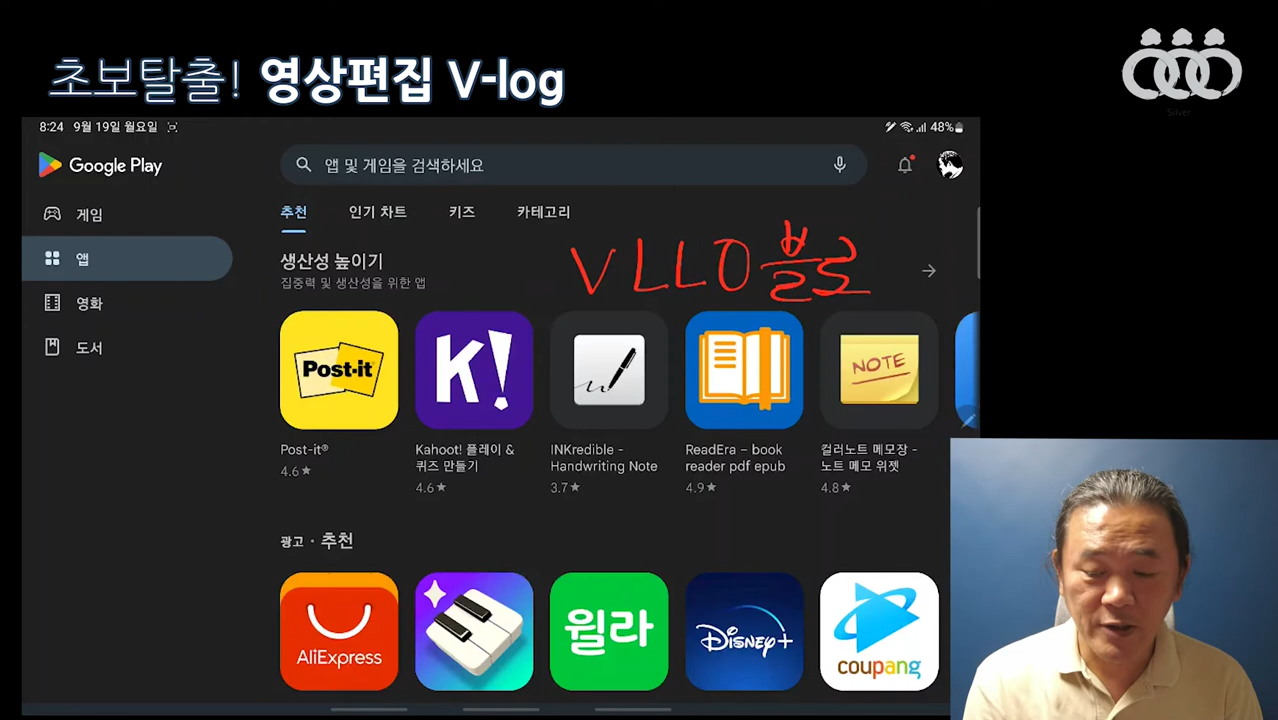 초보탈출! 영상편집 V-log
Silver
8:24 9월 19일 월요일
48%
Google Play
앱 및 게임을 검색하세요
게임
앱
영화
도서
추천 인기 차트 키즈 카테고리
생산성 높이기
집중력 및 생산성을 위한 앱
VLLO 블로
Post-it
K!
NOTE
Post-it®
4.6★
Kahoot! 플레이 &
퀴즈 만들기
4.6★
INKredible -
Handwriting Note
3.7★
ReadEra – book
reader pdf epub
4.9★
컬러노트 메모장 -
노트 메모 위젯
4.8★
광고 · 추천
AliExpress
윌라
Disney+
coupang